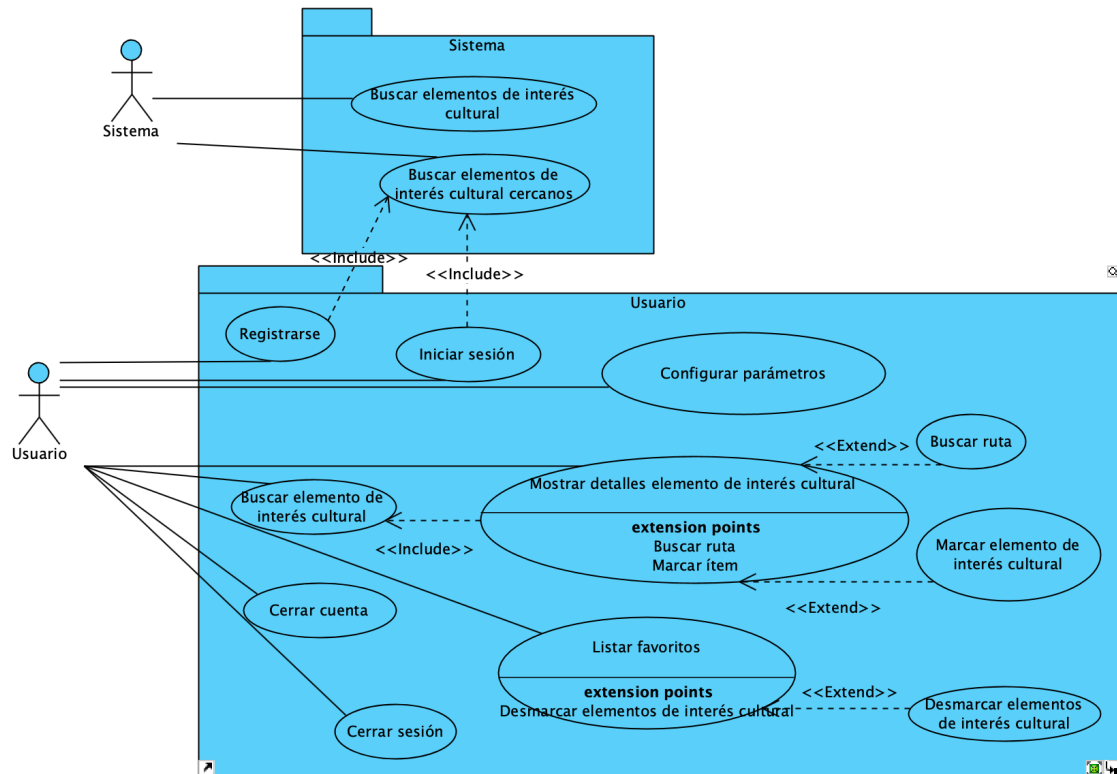 Sistema
Sistema
Buscar elementos de interés
cultural
Buscar elementos de
interés cultural cercanos
<<Include>>
<<Include>>
Usuario
Registrarse
Iniciar sesión
Configurar parámetros
Usuario
Buscar ruta
<<Extend>>
Mostrar detalles elemento de interés cultural
extension points
Buscar ruta
Marcar ítem
Buscar elemento de
interés cultural
<<Include>>
Marcar elemento de
interés cultural
<<Extend>>
Cerrar cuenta
Listar favoritos
extension points
Desmarcar elementos de interés cultural
<<Extend>>
Desmarcar elementos
de interés cultural
Cerrar sesión